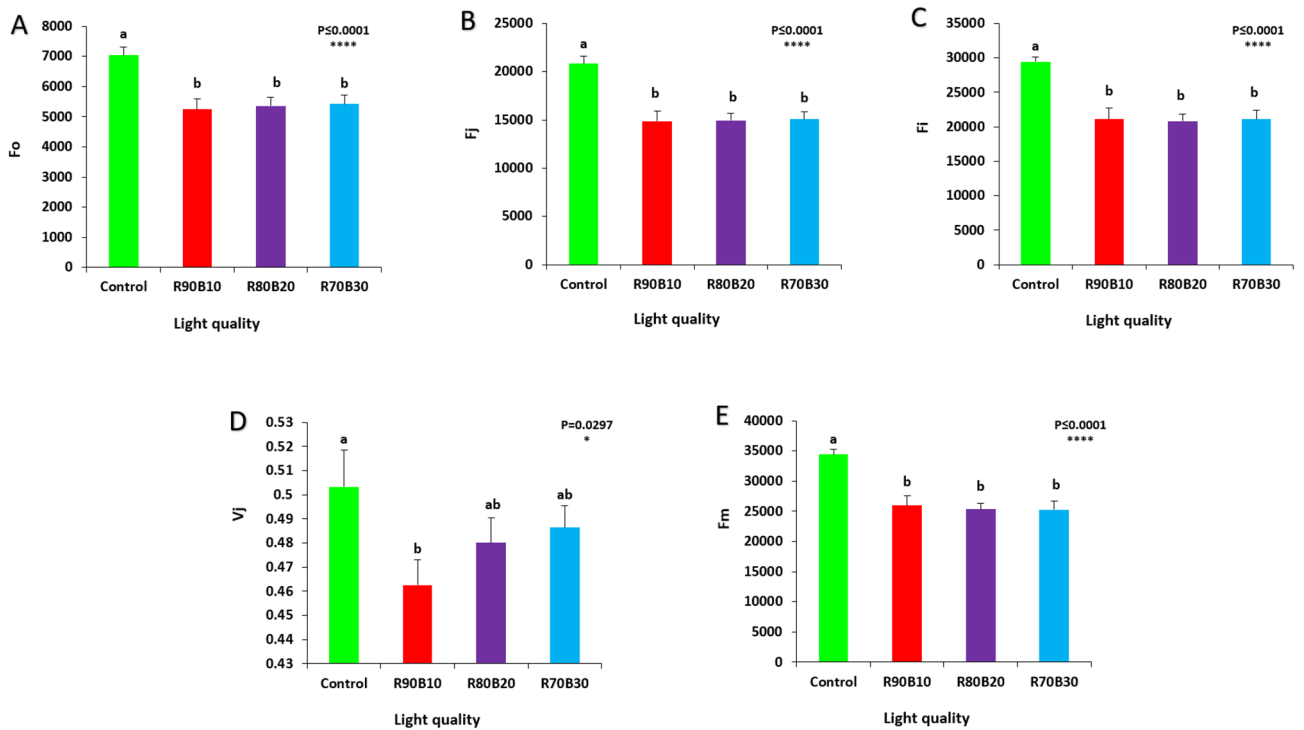 A
P≤0.0001
****
8000
7000
6000
5000
4000
3000
2000
1000
0
Fo
a
b
b
b
Control R90B10 R80B20 R70B30
Light quality
B
P≤0.0001
****
25000
20000
15000
10000
5000
0
Fj
a
b
b
b
Control R90B10 R80B20 R70B30
Light quality
C
P≤0.0001
****
35000
30000
25000
20000
15000
10000
5000
0
Fi
a
b
b
b
Control R90B10 R80B20 R70B30
Light quality
D
P=0.0297
*
0.53
0.52
0.51
0.5
0.49
0.48
0.47
0.46
0.45
0.44
0.43
Vj
a
b
ab
ab
Control R90B10 R80B20 R70B30
Light quality
E
P≤0.0001
****
40000
35000
30000
25000
20000
15000
10000
5000
0
Fm
a
b
b
b
Control R90B10 R80B20 R70B30
Light quality